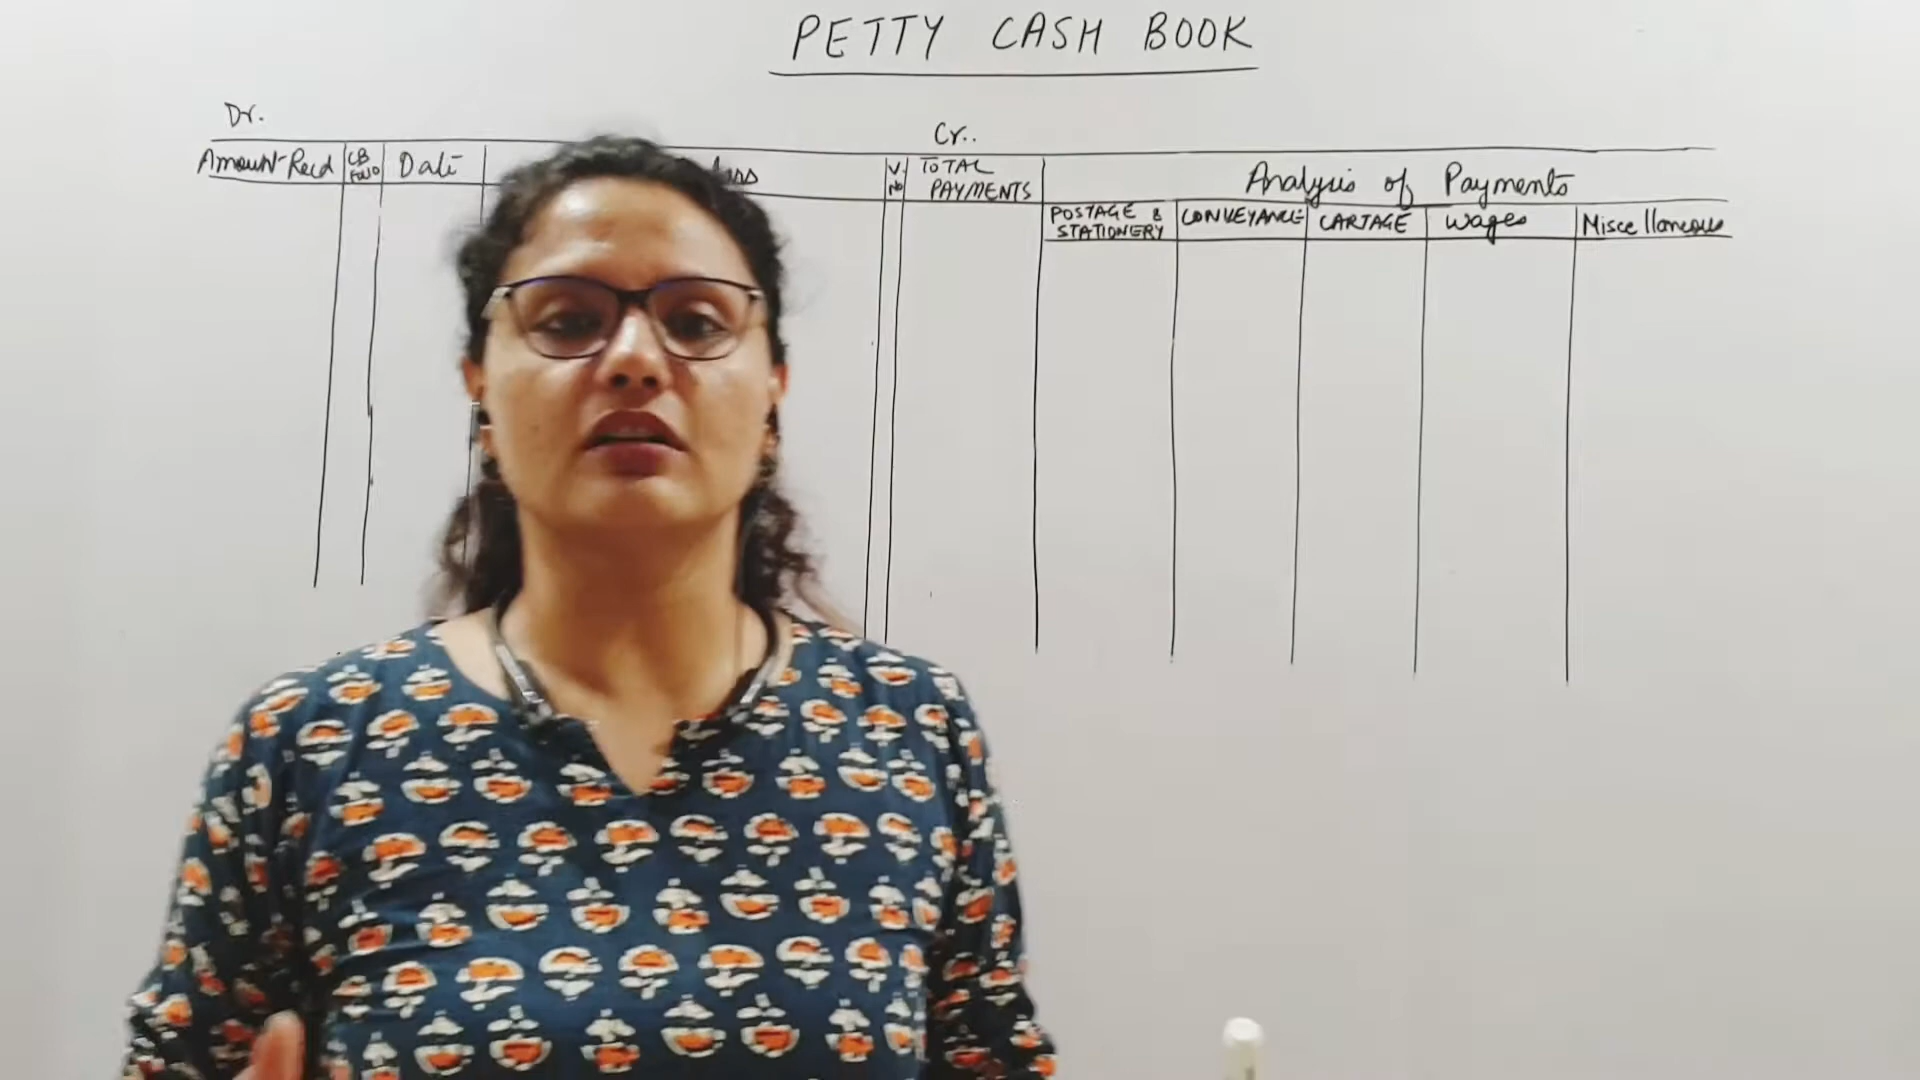 PETTY CASH BOOK
Dr.
Cr..
Amount Recd
CB
FOLIO
Date
V.
No
TOTAL
PAYMENTS
Analysis of Payments
POSTAGE &
STATIONERY
CONVEYANCE
CARTAGE
Wages
Miscellaneous